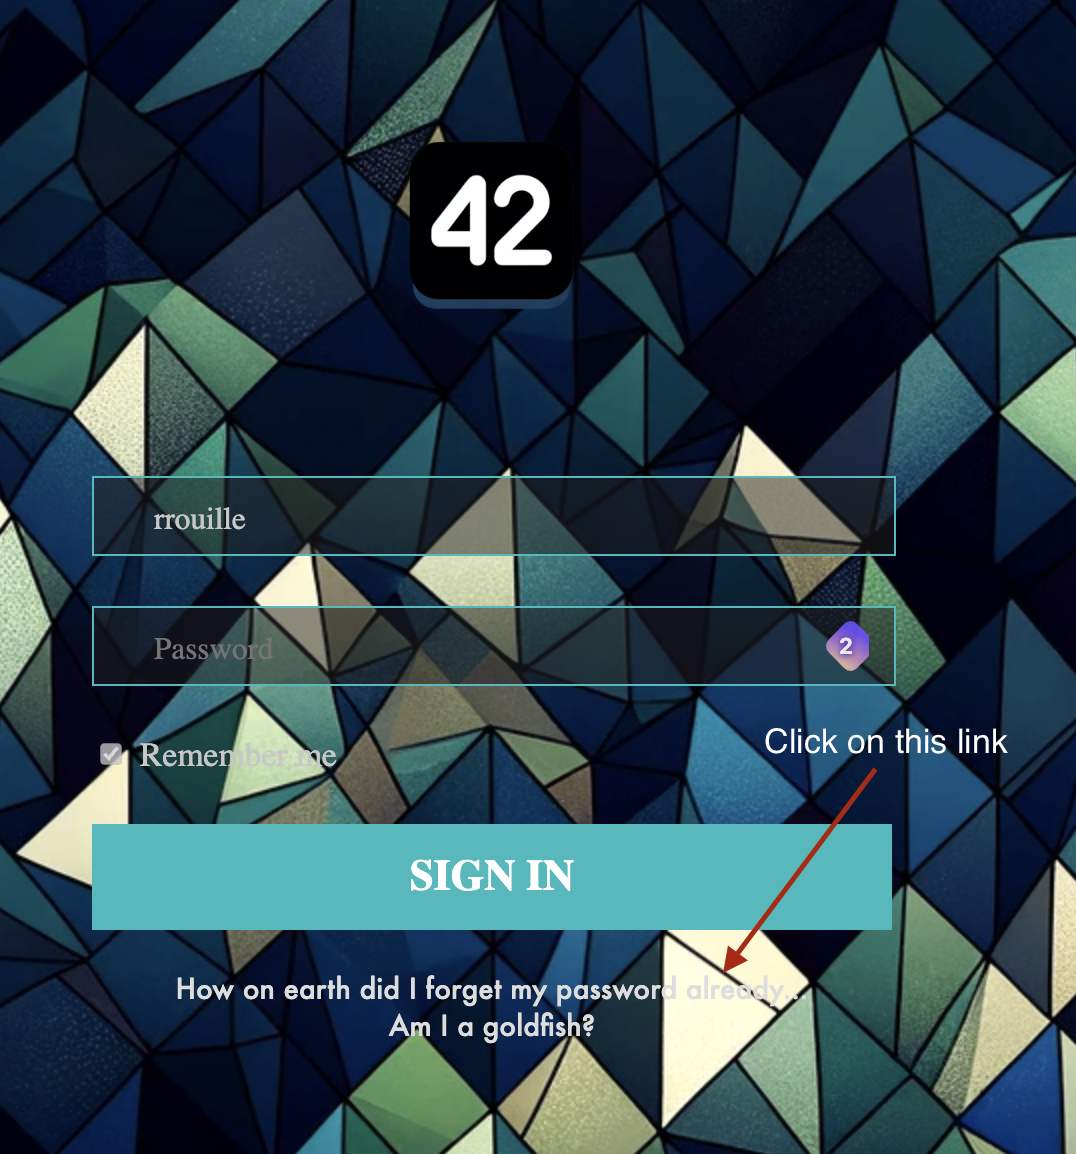 42
rrouille
Password
2
Remember me
Click on this link
SIGN IN
How on earth did I forget my password already...
Am I a goldfish?